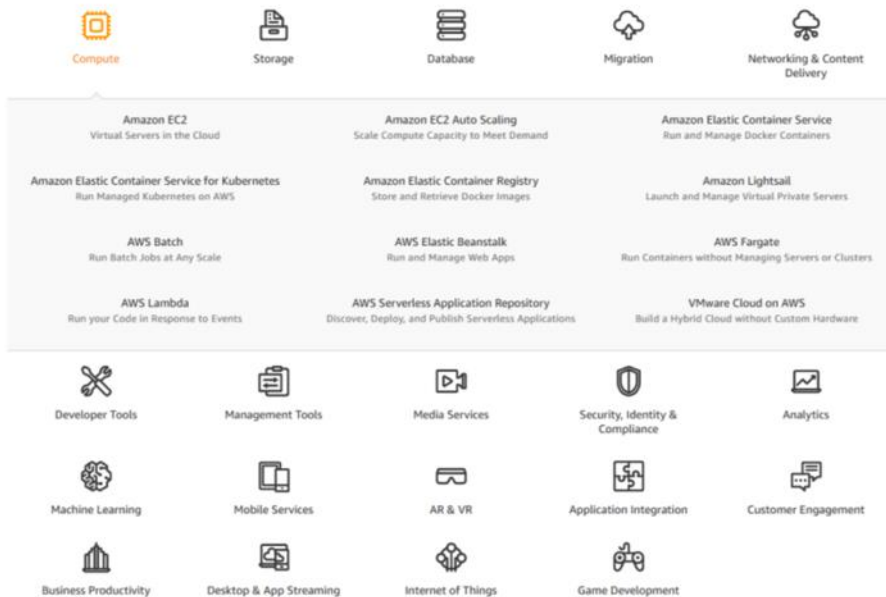 Compute
Storage
Database
Migration
Networking & Content
Delivery
Amazon EC2
Virtual Servers in the Cloud
Amazon EC2 Auto Scaling
Scale Compute Capacity to Meet Demand
Amazon Elastic Container Service
Run and Manage Docker Containers
Amazon Elastic Container Service for Kubernetes
Run Managed Kubernetes on AWS
Amazon Elastic Container Registry
Store and Retrieve Docker Images
Amazon Lightsail
Launch and Manage Virtual Private Servers
AWS Batch
Run Batch Jobs at Any Scale
AWS Elastic Beanstalk
Run and Manage Web Apps
AWS Fargate
Run Containers without Managing Servers or Clusters
AWS Lambda
Run your Code in Response to Events
AWS Serverless Application Repository
Discover, Deploy, and Publish Serverless Applications
VMware Cloud on AWS
Build a Hybrid Cloud without Custom Hardware
Developer Tools
Management Tools
Media Services
Security, Identity &
Compliance
Analytics
Machine Learning
Mobile Services
AR & VR
Application Integration
Customer Engagement
Business Productivity
Desktop & App Streaming
Internet of Things
Game Development